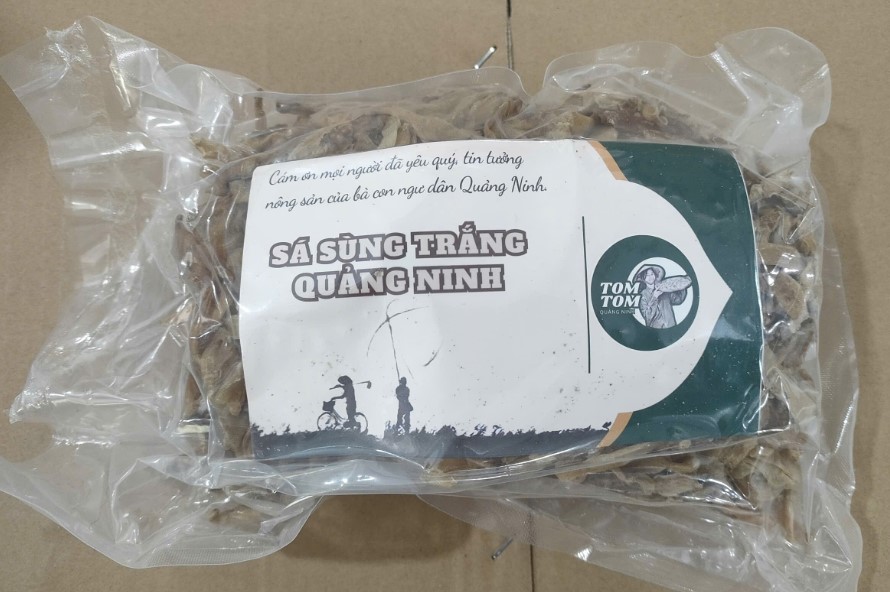 Cám ơn mọi người đã yêu quý, tin tưởng
nông sản của bà con ngư dân Quảng Ninh.
SÁ SÙNG TRẮNG
QUẢNG NINH
TOM
TOM
QUẢNG NINH